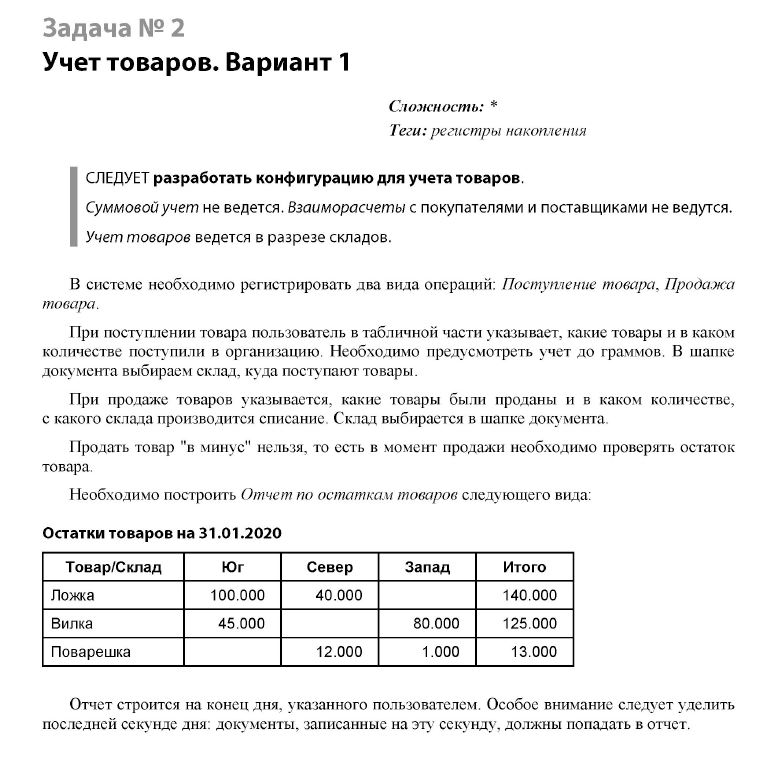 Задача № 2
Учет товаров. Вариант 1
Сложность: *
Теги: регистры накопления
СЛЕДУЕТ разработать конфигурацию для учета товаров.
Суммовой учет не ведется. Взаиморасчеты с покупателями и поставщиками не ведутся.
Учет товаров ведется в разрезе складов.
В системе необходимо регистрировать два вида операций: Поступление товара, Продажа
товара.
При поступлении товара пользователь в табличной части указывает, какие товары и в каком
количестве поступили в организацию. Необходимо предусмотреть учет до граммов. В шапке
документа выбираем склад, куда поступают товары.
При продаже товаров указывается, какие товары были проданы и в каком количестве,
с какого склада производится списание. Склад выбирается в шапке документа.
Продать товар "в минус" нельзя, то есть в момент продажи необходимо проверять остаток
товара.
Необходимо построить Отчет по остаткам товаров следующего вида:
Остатки товаров на 31.01.2020
Товар/Склад Юг Север Запад Итого
Ложка 100.000 40.000 140.000
Вилка 45.000 80.000 125.000
Поварешка 12.000 1.000 13.000
Отчет строится на конец дня, указанного пользователем. Особое внимание следует уделить
последней секунде дня: документы, записанные на эту секунду, должны попадать в отчет.